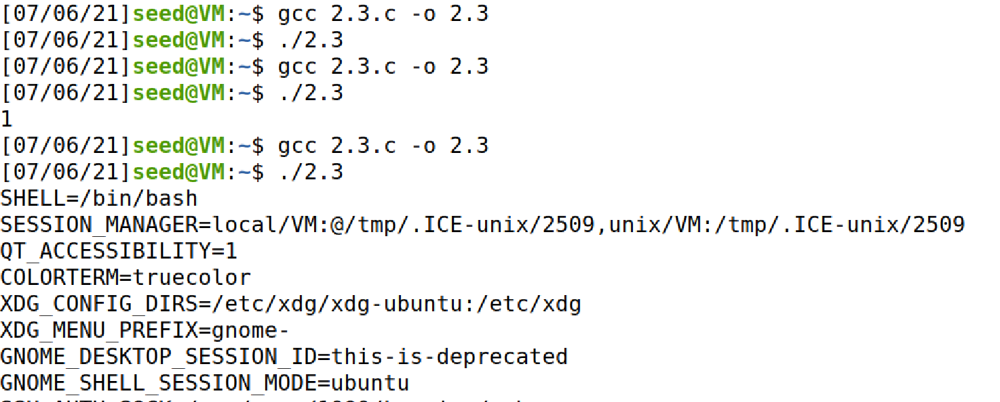 [07/06/21]seed@VM:~$ gcc 2.3.c -o 2.3
[07/06/21]seed@VM:~$ ./2.3
[07/06/21]seed@VM:~$ gcc 2.3.c -o 2.3
[07/06/21]seed@VM:~$ ./2.3
1
[07/06/21]seed@VM:~$ gcc 2.3.c -o 2.3
[07/06/21]seed@VM:~$ ./2.3
SHELL=/bin/bash
SESSION_MANAGER=local/VM:@/tmp/.ICE-unix/2509,unix/VM:/tmp/.ICE-unix/2509
QT_ACCESSIBILITY=1
COLORTERM=truecolor
XDG_CONFIG_DIRS=/etc/xdg/xdg-ubuntu:/etc/xdg
XDG_MENU_PREFIX=gnome-
GNOME_DESKTOP_SESSION_ID=this-is-deprecated
GNOME_SHELL_SESSION_MODE=ubuntu